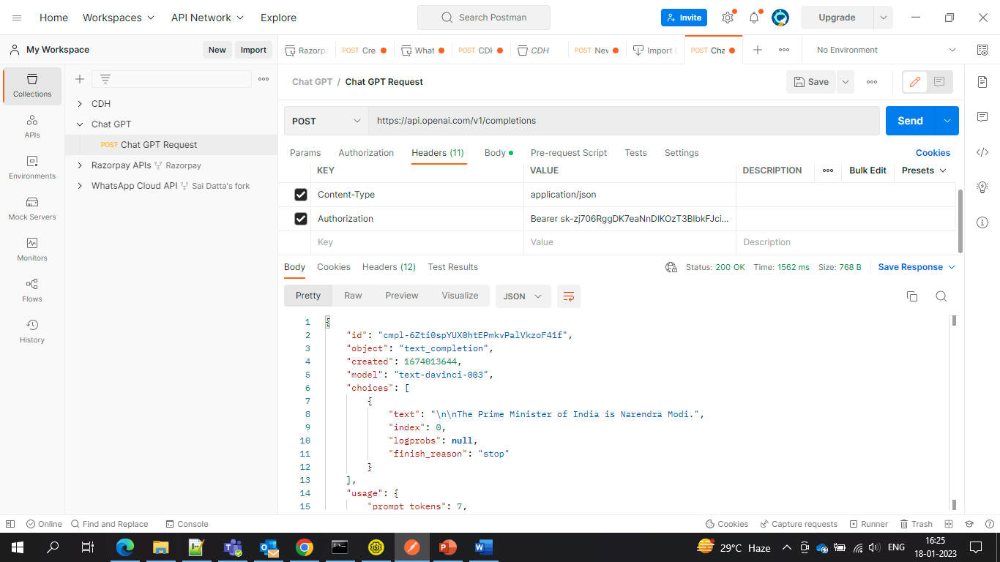 Home Workspaces API Network Explore Search Postman Invite Upgrade
My Workspace New Import Razorp POST Cre What POST CDH CDH POST Nev Import POST Cha No Environment
Chat GPT / Chat GPT Request Save
POST https://api.openai.com/v1/completions Send
Params Authorization Headers (11) Body Pre-request Script Tests Settings Cookies
KEY VALUE DESCRIPTION Bulk Edit Presets
Content-Type application/json
Authorization Bearer
Key Value Description
Collections
APIs
Environments
Mock Servers
Monitors
Flows
History
CDH
Chat GPT
POST Chat GPT Request
Razorpay APIs Razorpay
WhatsApp Cloud API Sai Datta's fork
Body Cookies Headers (12) Test Results Status: 200 OK Time: 1562 ms Size: 768 B Save Response
Pretty Raw Preview Visualize JSON
1 {
2 "id": "cmpl-6Zti0spYUX0htEPmkvPalVkzoF41f",
3 "object": "text_completion",
4 "created": 1674013644,
5 "model": "text-davinci-003",
6 "choices": [
7 {
8 "text": "\n\nThe Prime Minister of India is Narendra Modi.",
9 "index": 0,
10 "logprobs": null,
11 "finish_reason": "stop"
12 }
13 ],
14 "usage": {
15 "prompt_tokens": 7,
Online Find and Replace Console Cookies Capture requests Runner Trash
29°C Haze ENG 16:25
18-01-2023